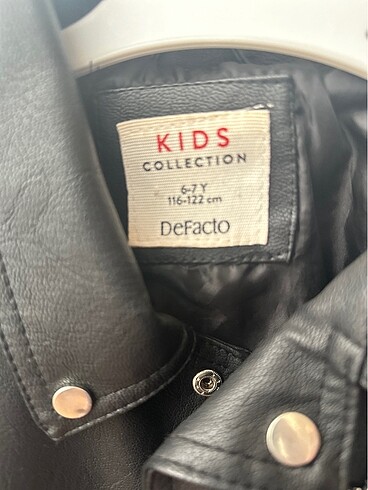 KIDS
COLLECTION
6-7 Y
116-122 cm
DeFacto